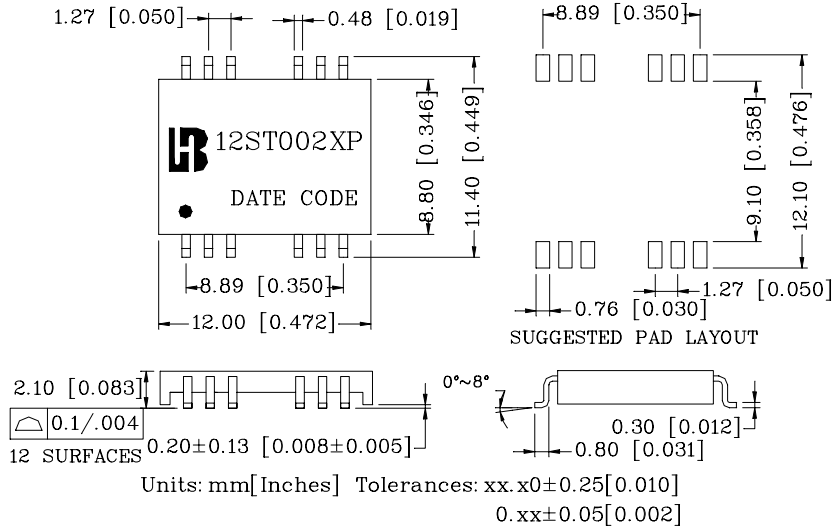 1.27 [0.050]
0.48 [0.019]
8.89 [0.350]
12ST002XP
DATE CODE
8.80 [0.346]
11.40 [0.449]
9.10 [0.358]
12.10 [0.476]
8.89 [0.350]
12.00 [0.472]
1.27 [0.050]
0.76 [0.030]
SUGGESTED PAD LAYOUT
2.10 [0.083]
0°~8°
0.1/.004
12 SURFACES
0.20±0.13 [0.008±0.005]
0.30 [0.012]
0.80 [0.031]
Units: mm[Inches] Tolerances: xx.x0±0.25[0.010]
0.xx±0.05[0.002]